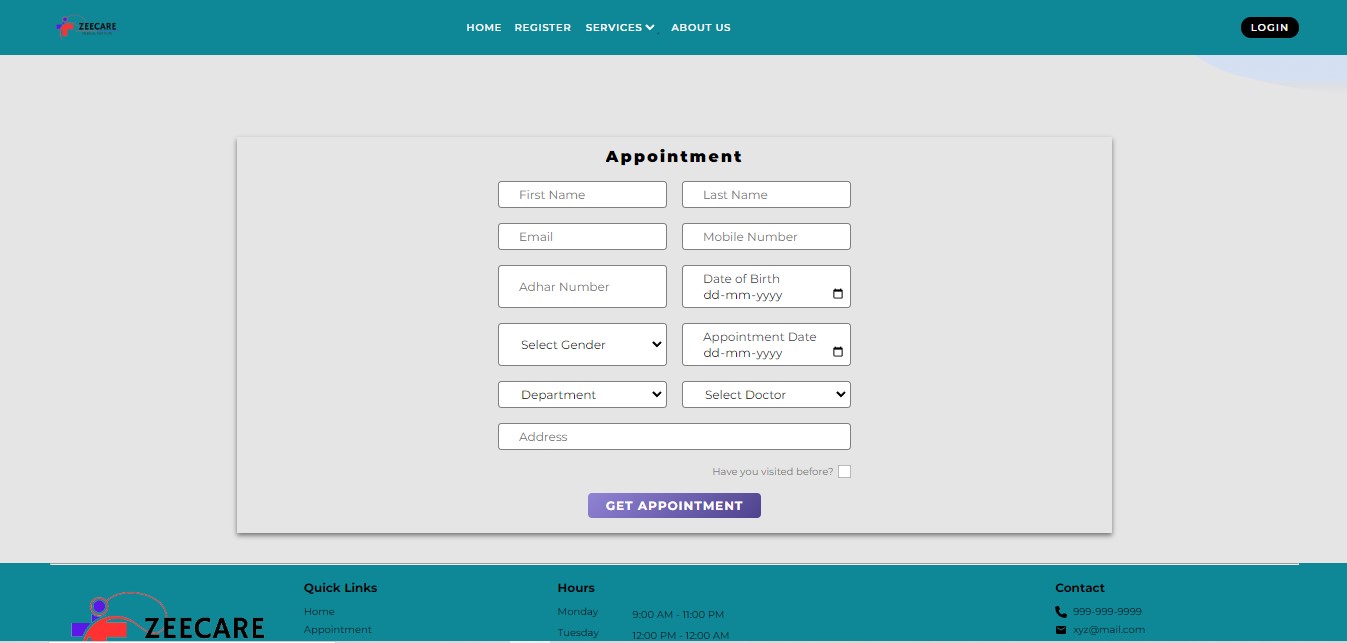 ZEECARE
HOME REGISTER SERVICES ABOUT US
LOGIN
Appointment
First Name Last Name
Email Mobile Number
Adhar Number Date of Birth
dd-mm-yyyy
Select Gender Appointment Date
dd-mm-yyyy
Department Select Doctor
Address
Have you visited before?
GET APPOINTMENT
ZEECARE
Quick Links
Home
Appointment
Hours
Monday 9:00 AM - 11:00 PM
Tuesday 12:00 PM - 12:00 AM
Contact
999-999-9999
xyz@mail.com